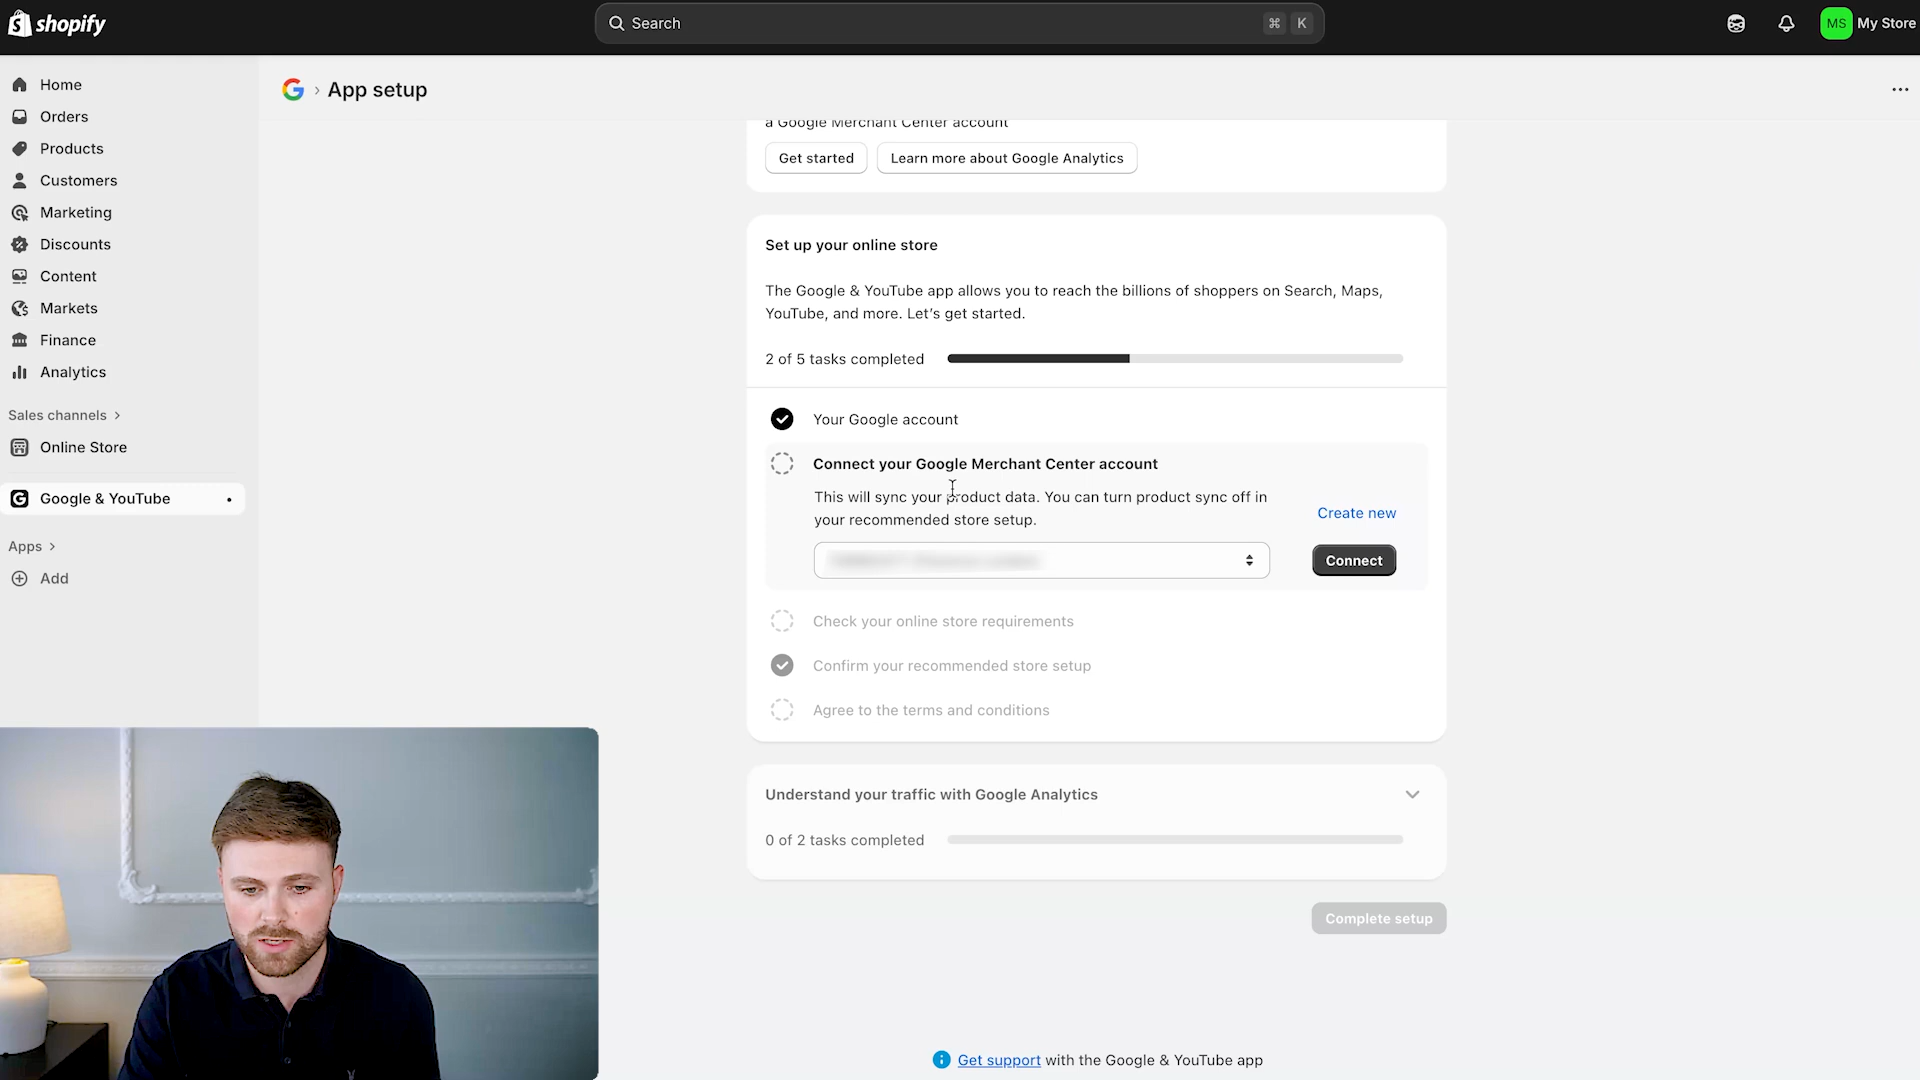 shopify
Search
⌘ K
MS My Store
Home
Orders
Products
Customers
Marketing
Discounts
Content
Markets
Finance
Analytics
Sales channels
Online Store
Google & YouTube
Apps
Add
App setup
a Google Merchant Center account
Get started
Learn more about Google Analytics
Set up your online store
The Google & YouTube app allows you to reach the billions of shoppers on Search, Maps,
YouTube, and more. Let's get started.
2 of 5 tasks completed
Your Google account
Connect your Google Merchant Center account
This will sync your product data. You can turn product sync off in
your recommended store setup.
Create new
Connect
Check your online store requirements
Confirm your recommended store setup
Agree to the terms and conditions
Understand your traffic with Google Analytics
0 of 2 tasks completed
Complete setup
Get support with the Google & YouTube app